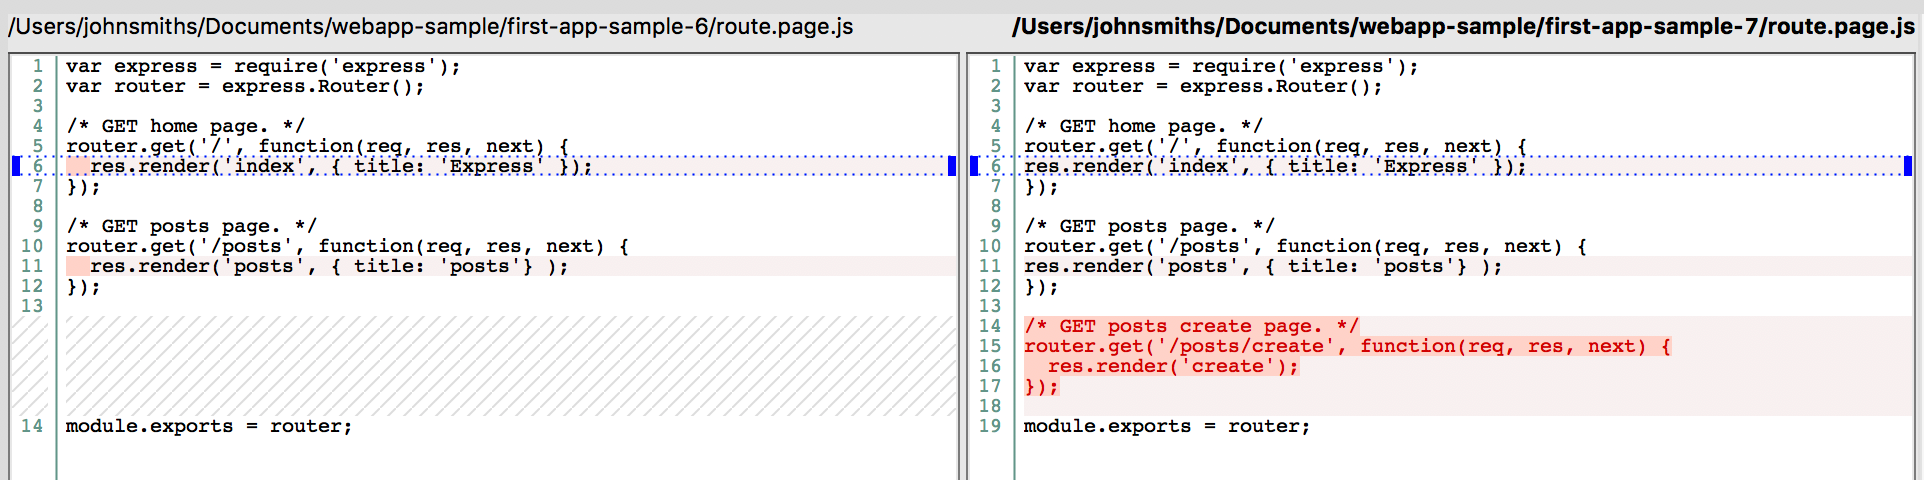 /Users/johnsmiths/Documents/webapp-sample/first-app-sample-6/route.page.js
1 var express = require('express');
2 var router = express.Router();
3
4 /* GET home page. */
5 router.get('/', function(req, res, next) {
6   res.render('index', { title: 'Express' });
7 });
8
9 /* GET posts page. */
10 router.get('/posts', function(req, res, next) {
11   res.render('posts', { title: 'posts'} );
12 });
13
14 module.exports = router;
/Users/johnsmiths/Documents/webapp-sample/first-app-sample-7/route.page.js
1 var express = require('express');
2 var router = express.Router();
3
4 /* GET home page. */
5 router.get('/', function(req, res, next) {
6 res.render('index', { title: 'Express' });
7 });
8
9 /* GET posts page. */
10 router.get('/posts', function(req, res, next) {
11 res.render('posts', { title: 'posts'} );
12 });
13
14 /* GET posts create page. */
15 router.get('/posts/create', function(req, res, next) {
16   res.render('create');
17 });
18
19 module.exports = router;